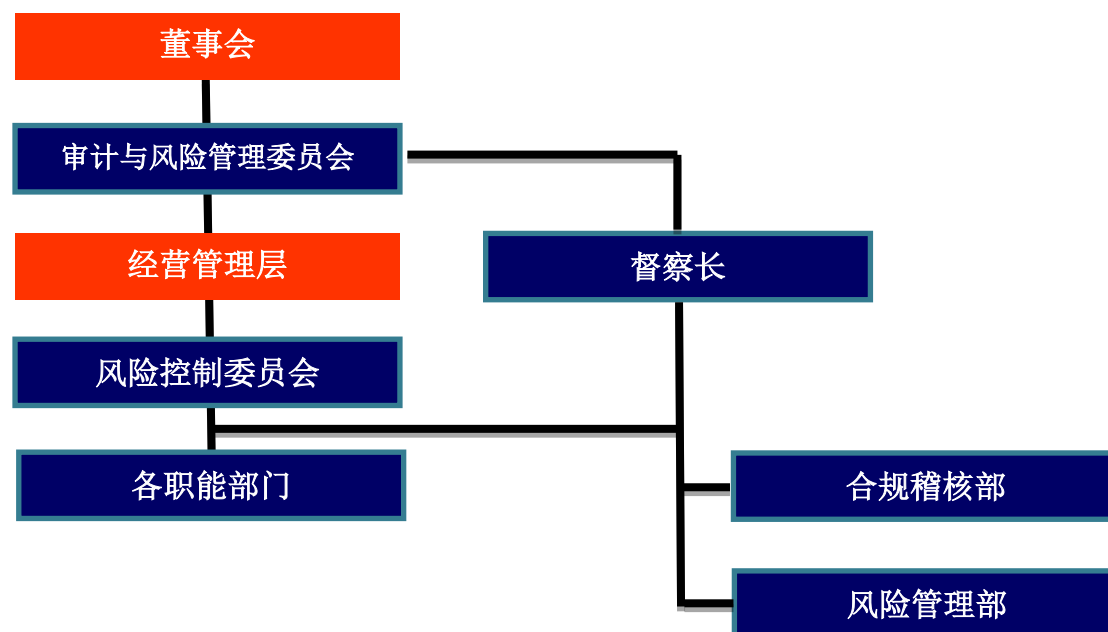 董事会
审计与风险管理委员会
经营管理层
督察长
风险控制委员会
各职能部门
合规稽核部
风险管理部